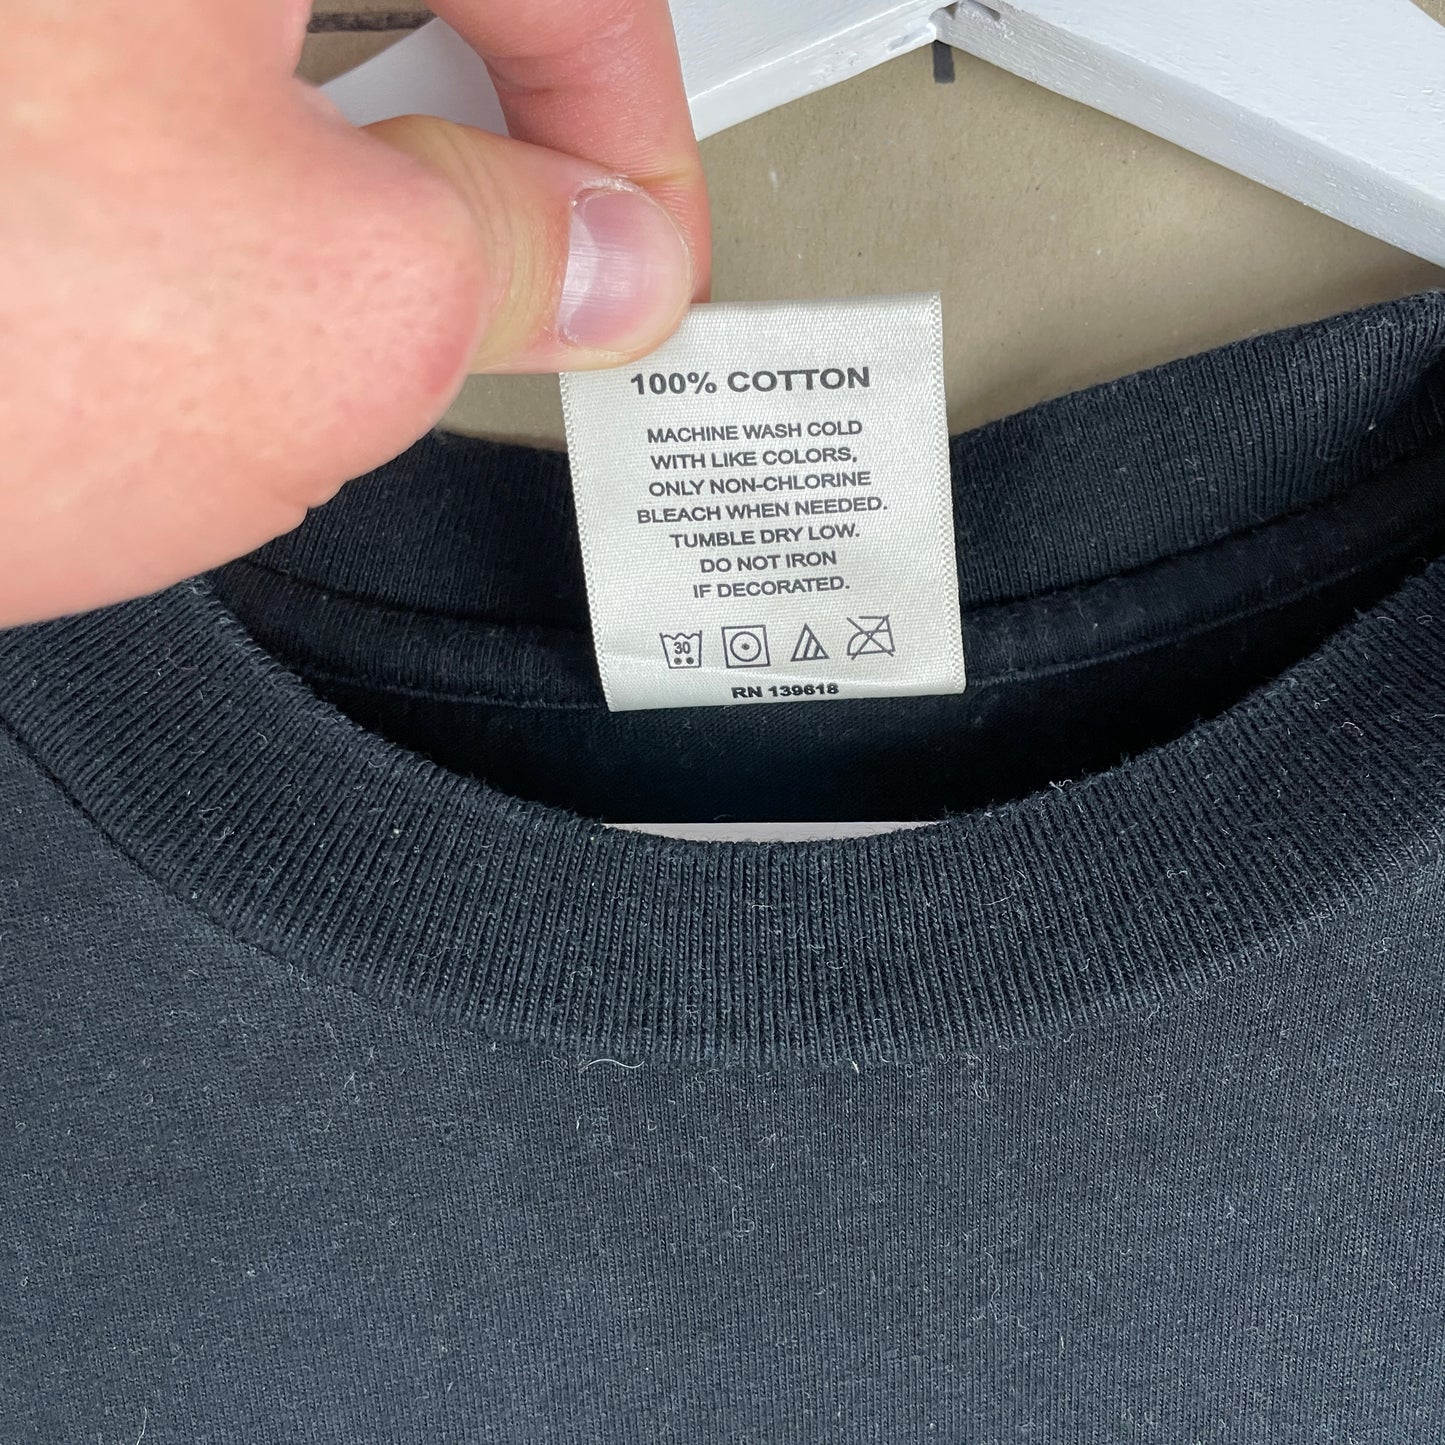 100% COTTON
MACHINE WASH COLD
WITH LIKE COLORS,
ONLY NON-CHLORINE
BLEACH WHEN NEEDED.
TUMBLE DRY LOW.
DO NOT IRON
IF DECORATED.
30
RN 139618